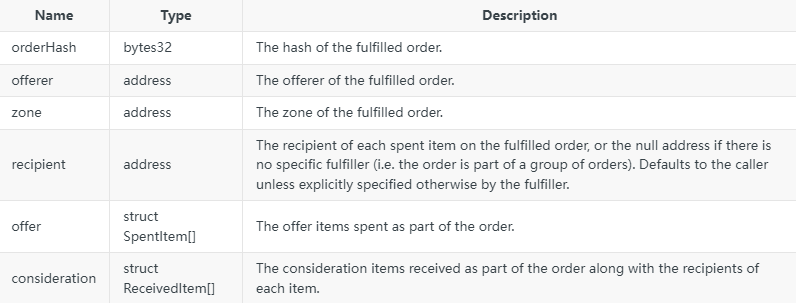 Name Type Description
orderHash bytes32 The hash of the fulfilled order.
offerer address The offerer of the fulfilled order.
zone address The zone of the fulfilled order.
recipient address The recipient of each spent item on the fulfilled order, or the null address if there is
no specific fulfiller (i.e. the order is part of a group of orders). Defaults to the caller
unless explicitly specified otherwise by the fulfiller.
offer struct
SpentItem[] The offer items spent as part of the order.
consideration struct
ReceivedItem[] The consideration items received as part of the order along with the recipients of
each item.